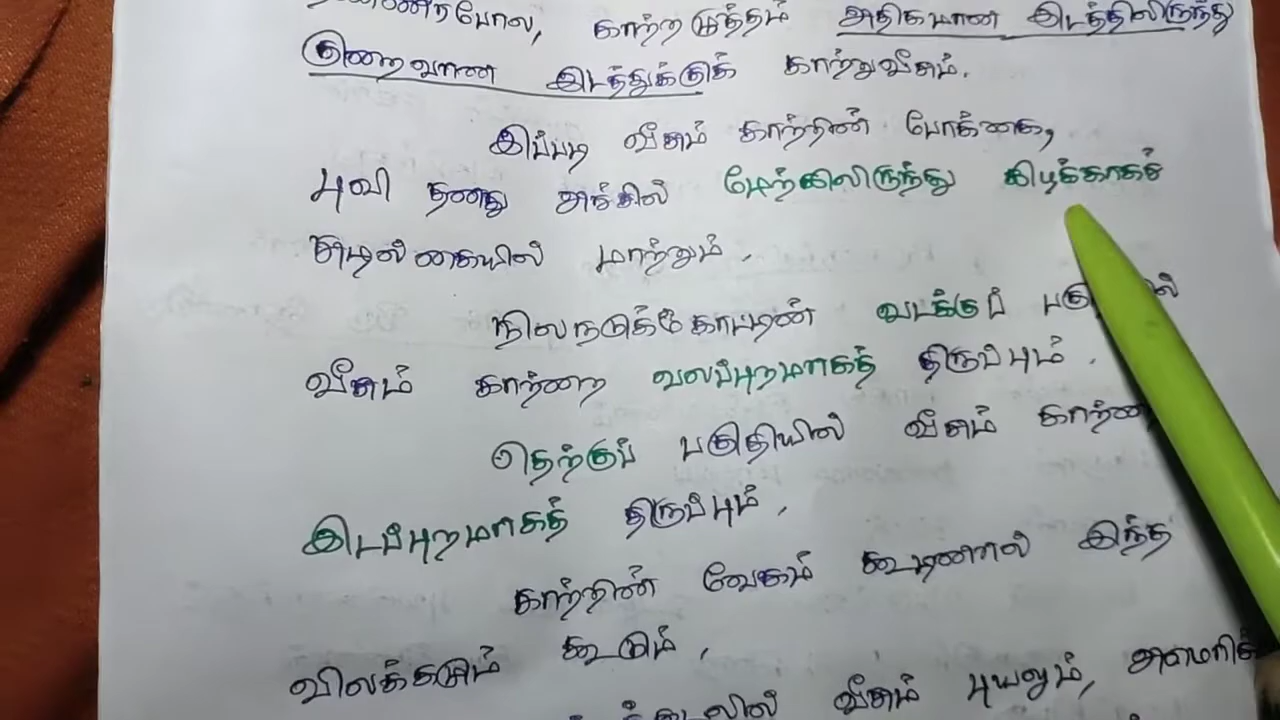 காற்றழுத்தம் அதிகமான இடத்திலிருந்து
குறைவான இடத்துக்குக் காற்றுவீசும்.
இப்படி வீசும் காற்றின் போக்கை,
புவி தனது அச்சில் மேற்கிலிருந்து கிழக்காகச்
சுழல்கையில் மாற்றும்.
நிலநடுக்கோட்டின் வடக்குப்
வீசும் காற்றை வலப்புறமாகத் திருப்பும்.
தெற்குப் பகுதியில் வீசும்
இடப்புறமாகத் திருப்பும்.
காற்றின் வேகம் கூடினால் இந்த
விலக்கமும் கூடும்.
வீசும் புயலும்,